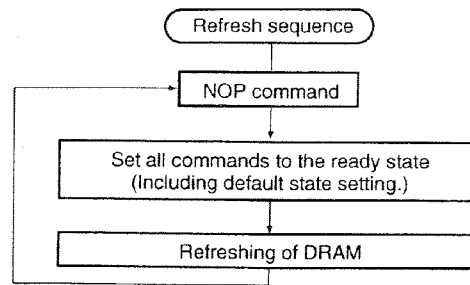 Refresh sequence
NOP command
Set all commands to the ready state
(Including default state setting.)
Refreshing of DRAM